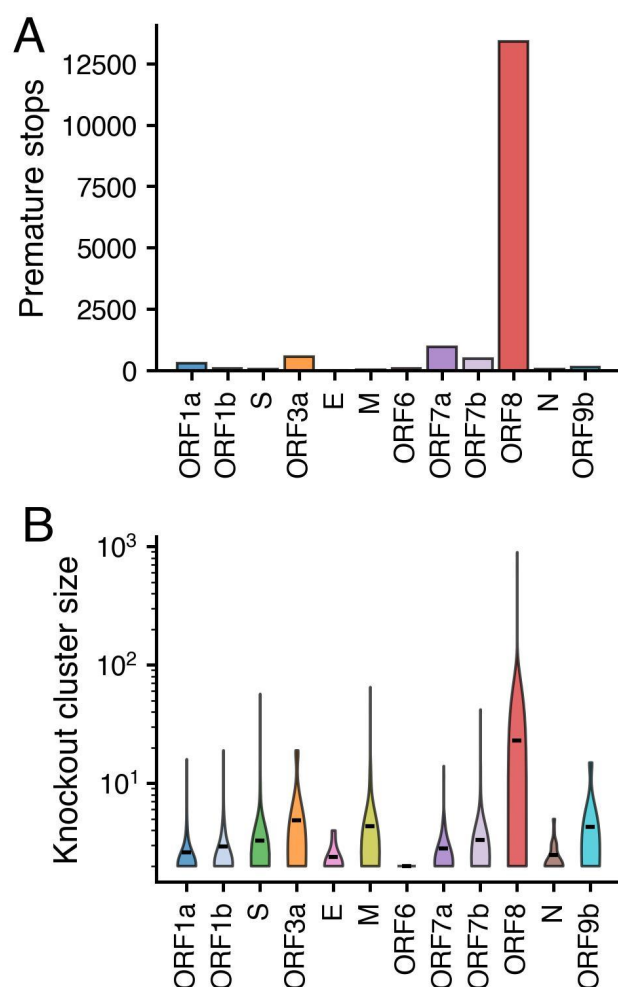 A
Premature stops
12500
10000
7500
5000
2500
0
ORF1a
ORF1b
S
ORF3a
E
M
ORF6
ORF7a
ORF7b
ORF8
N
ORF9b
B
Knockout cluster size
10³
10²
10¹
ORF1a
ORF1b
S
ORF3a
E
M
ORF6
ORF7a
ORF7b
ORF8
N
ORF9b